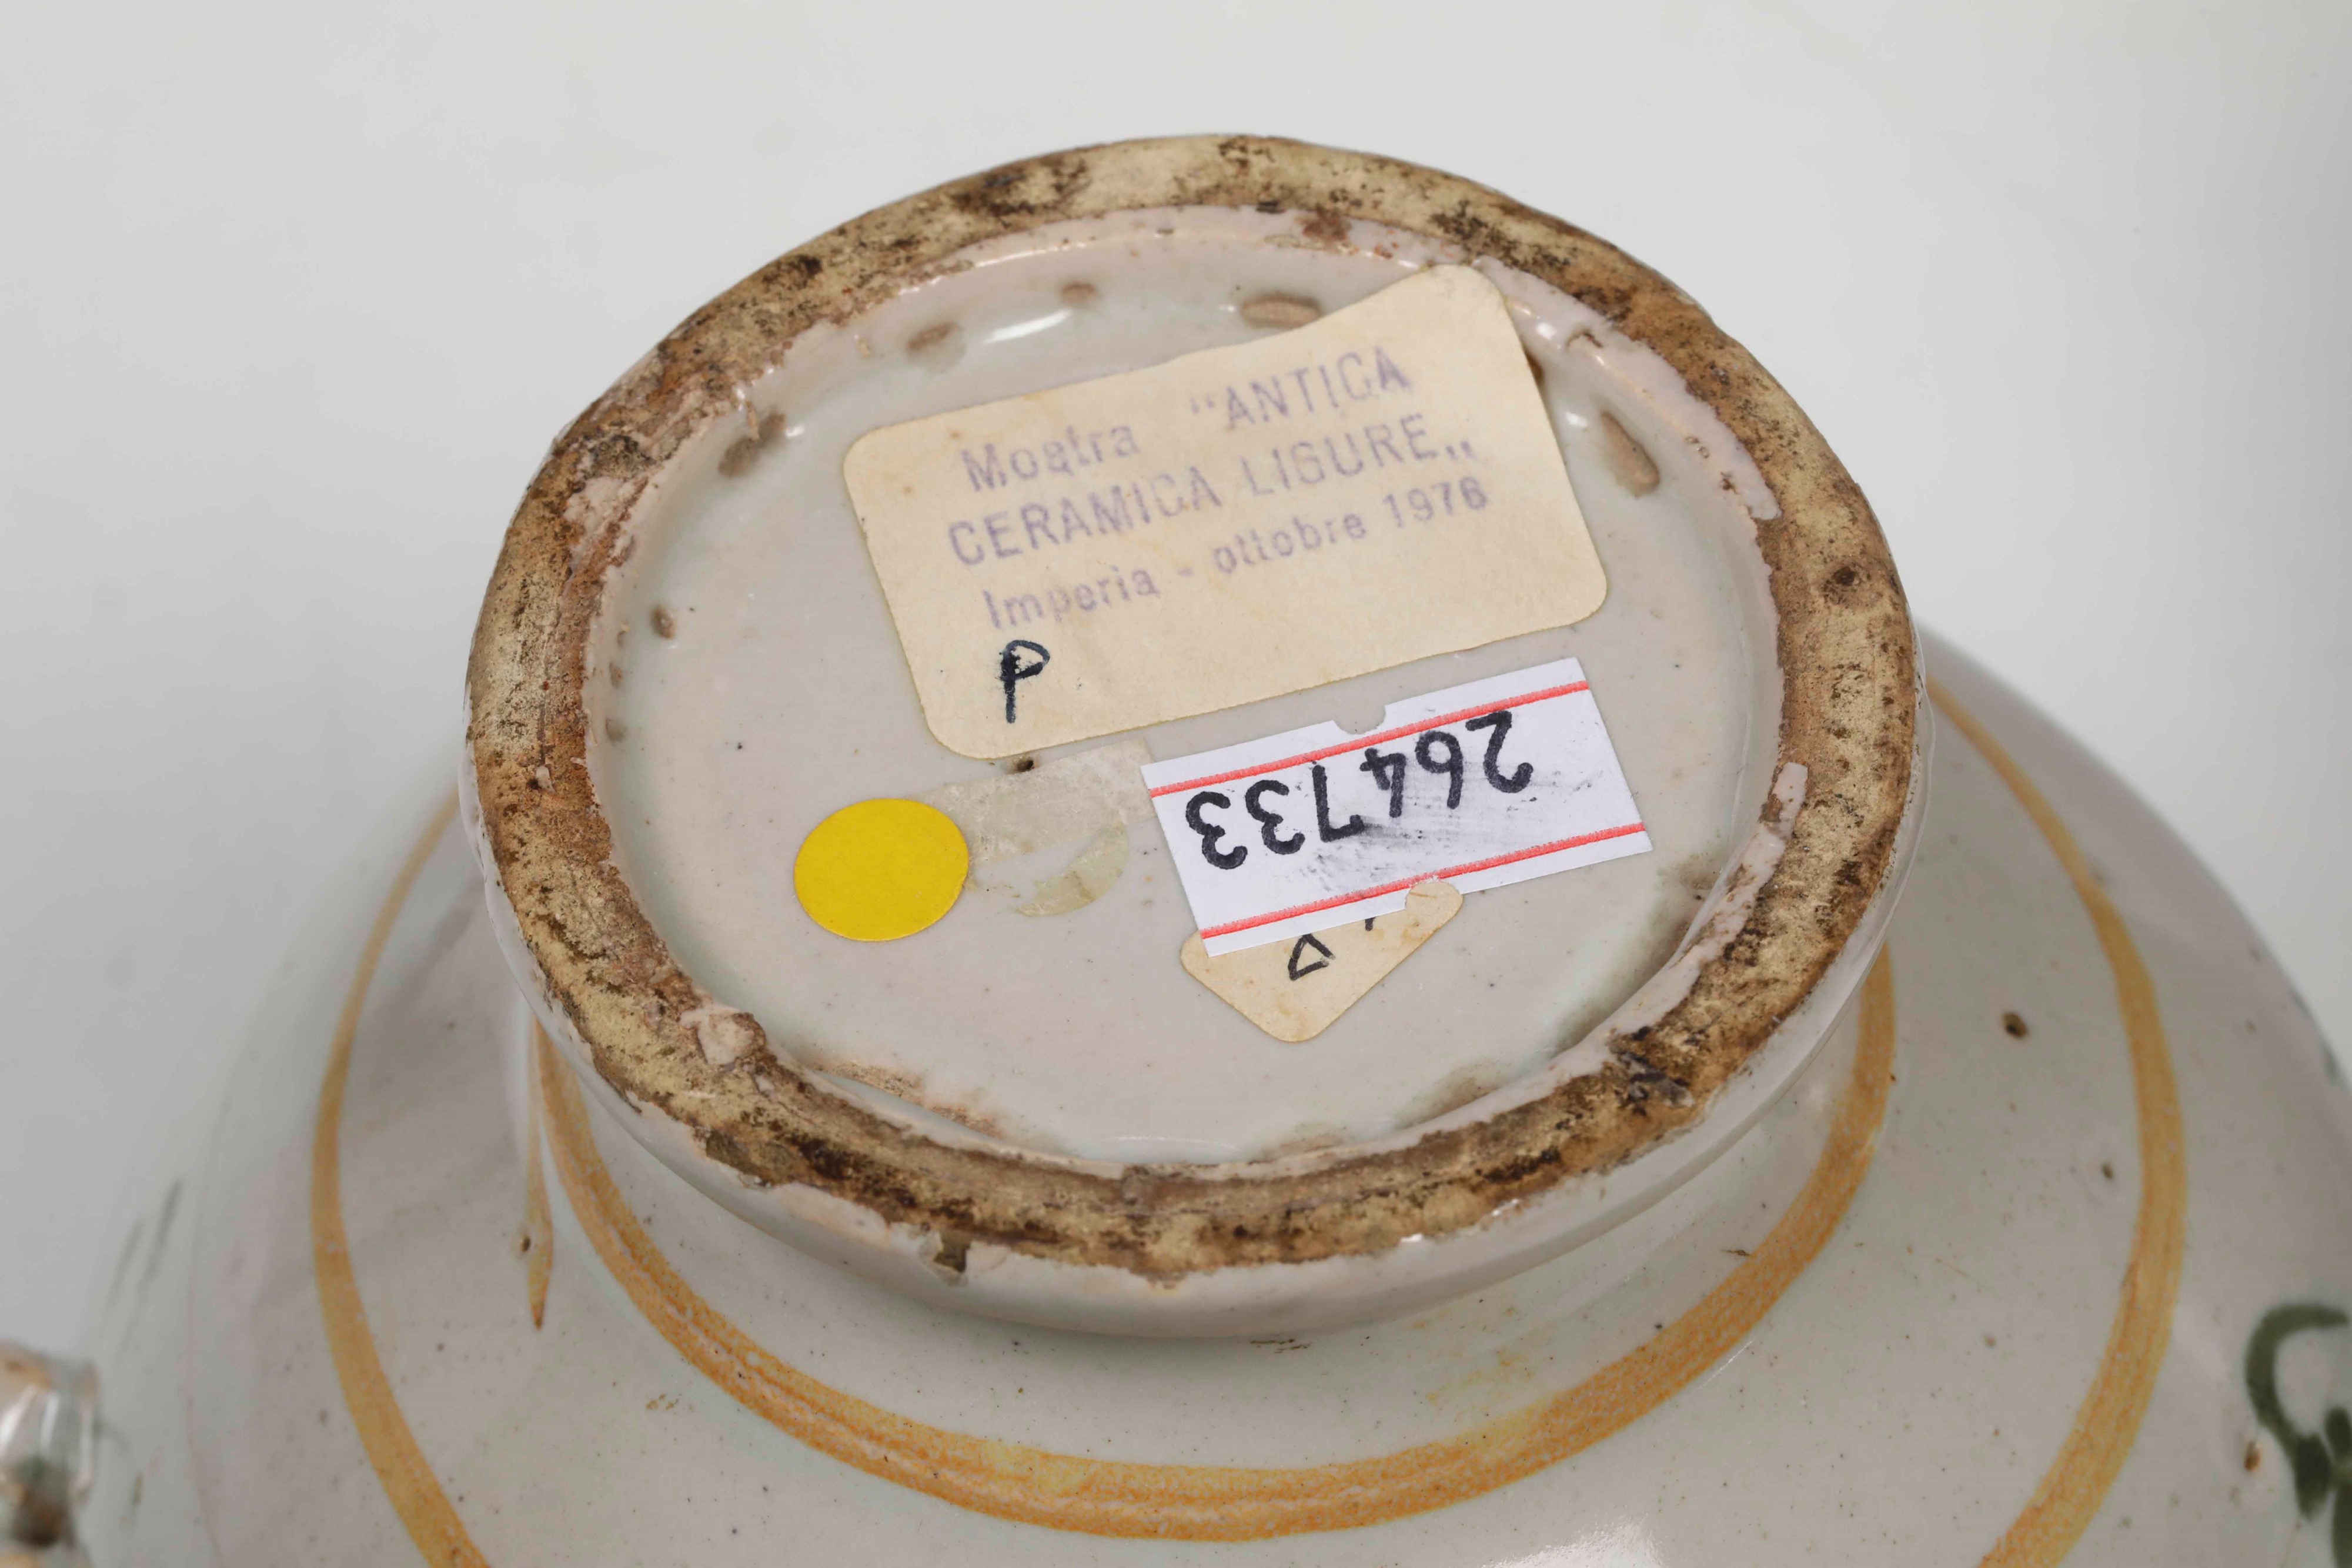 Mostra "ANTICA
CERAMICA LIGURE"
Imperia - ottobre 1976
P
264733